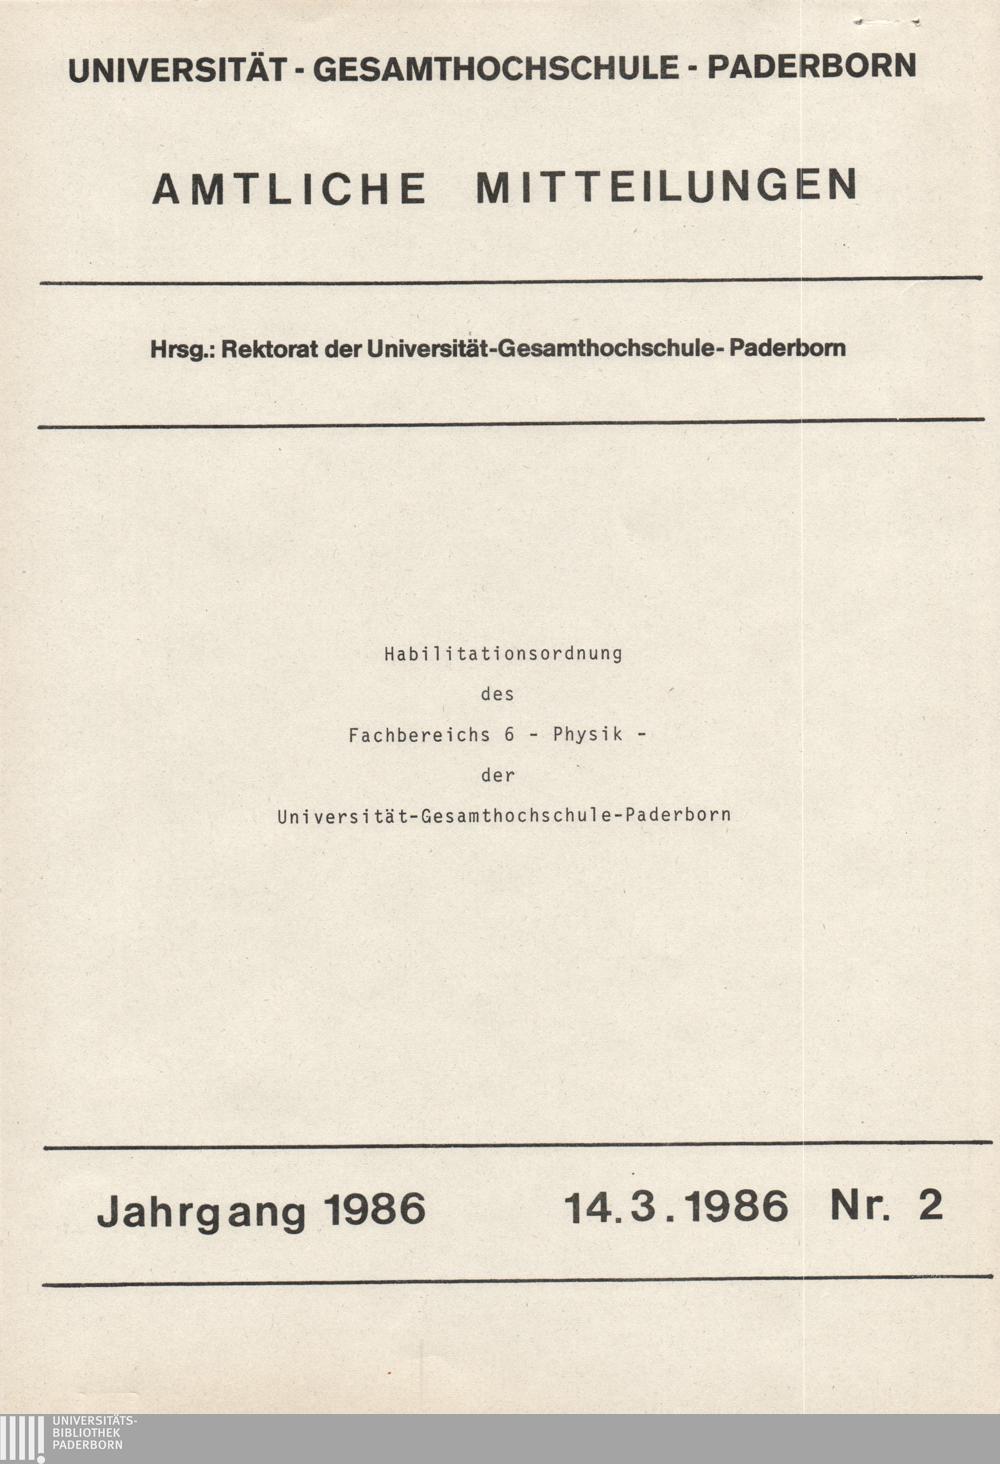 UNIVERSITÄT - GESAMTHOCHSCHULE - PADERBORN
AMTLICHE MITTEILUNGEN
Hrsg.: Rektorat der Universität-Gesamthochschule- Paderborn
Habilitationsordnung
des
Fachbereichs 6 - Physik -
der
Universität-Gesamthochschule-Paderborn
Jahrgang 1986 14.3.1986 Nr. 2
UNIVERSITÄTS-
BIBLIOTHEK
PADERBORN